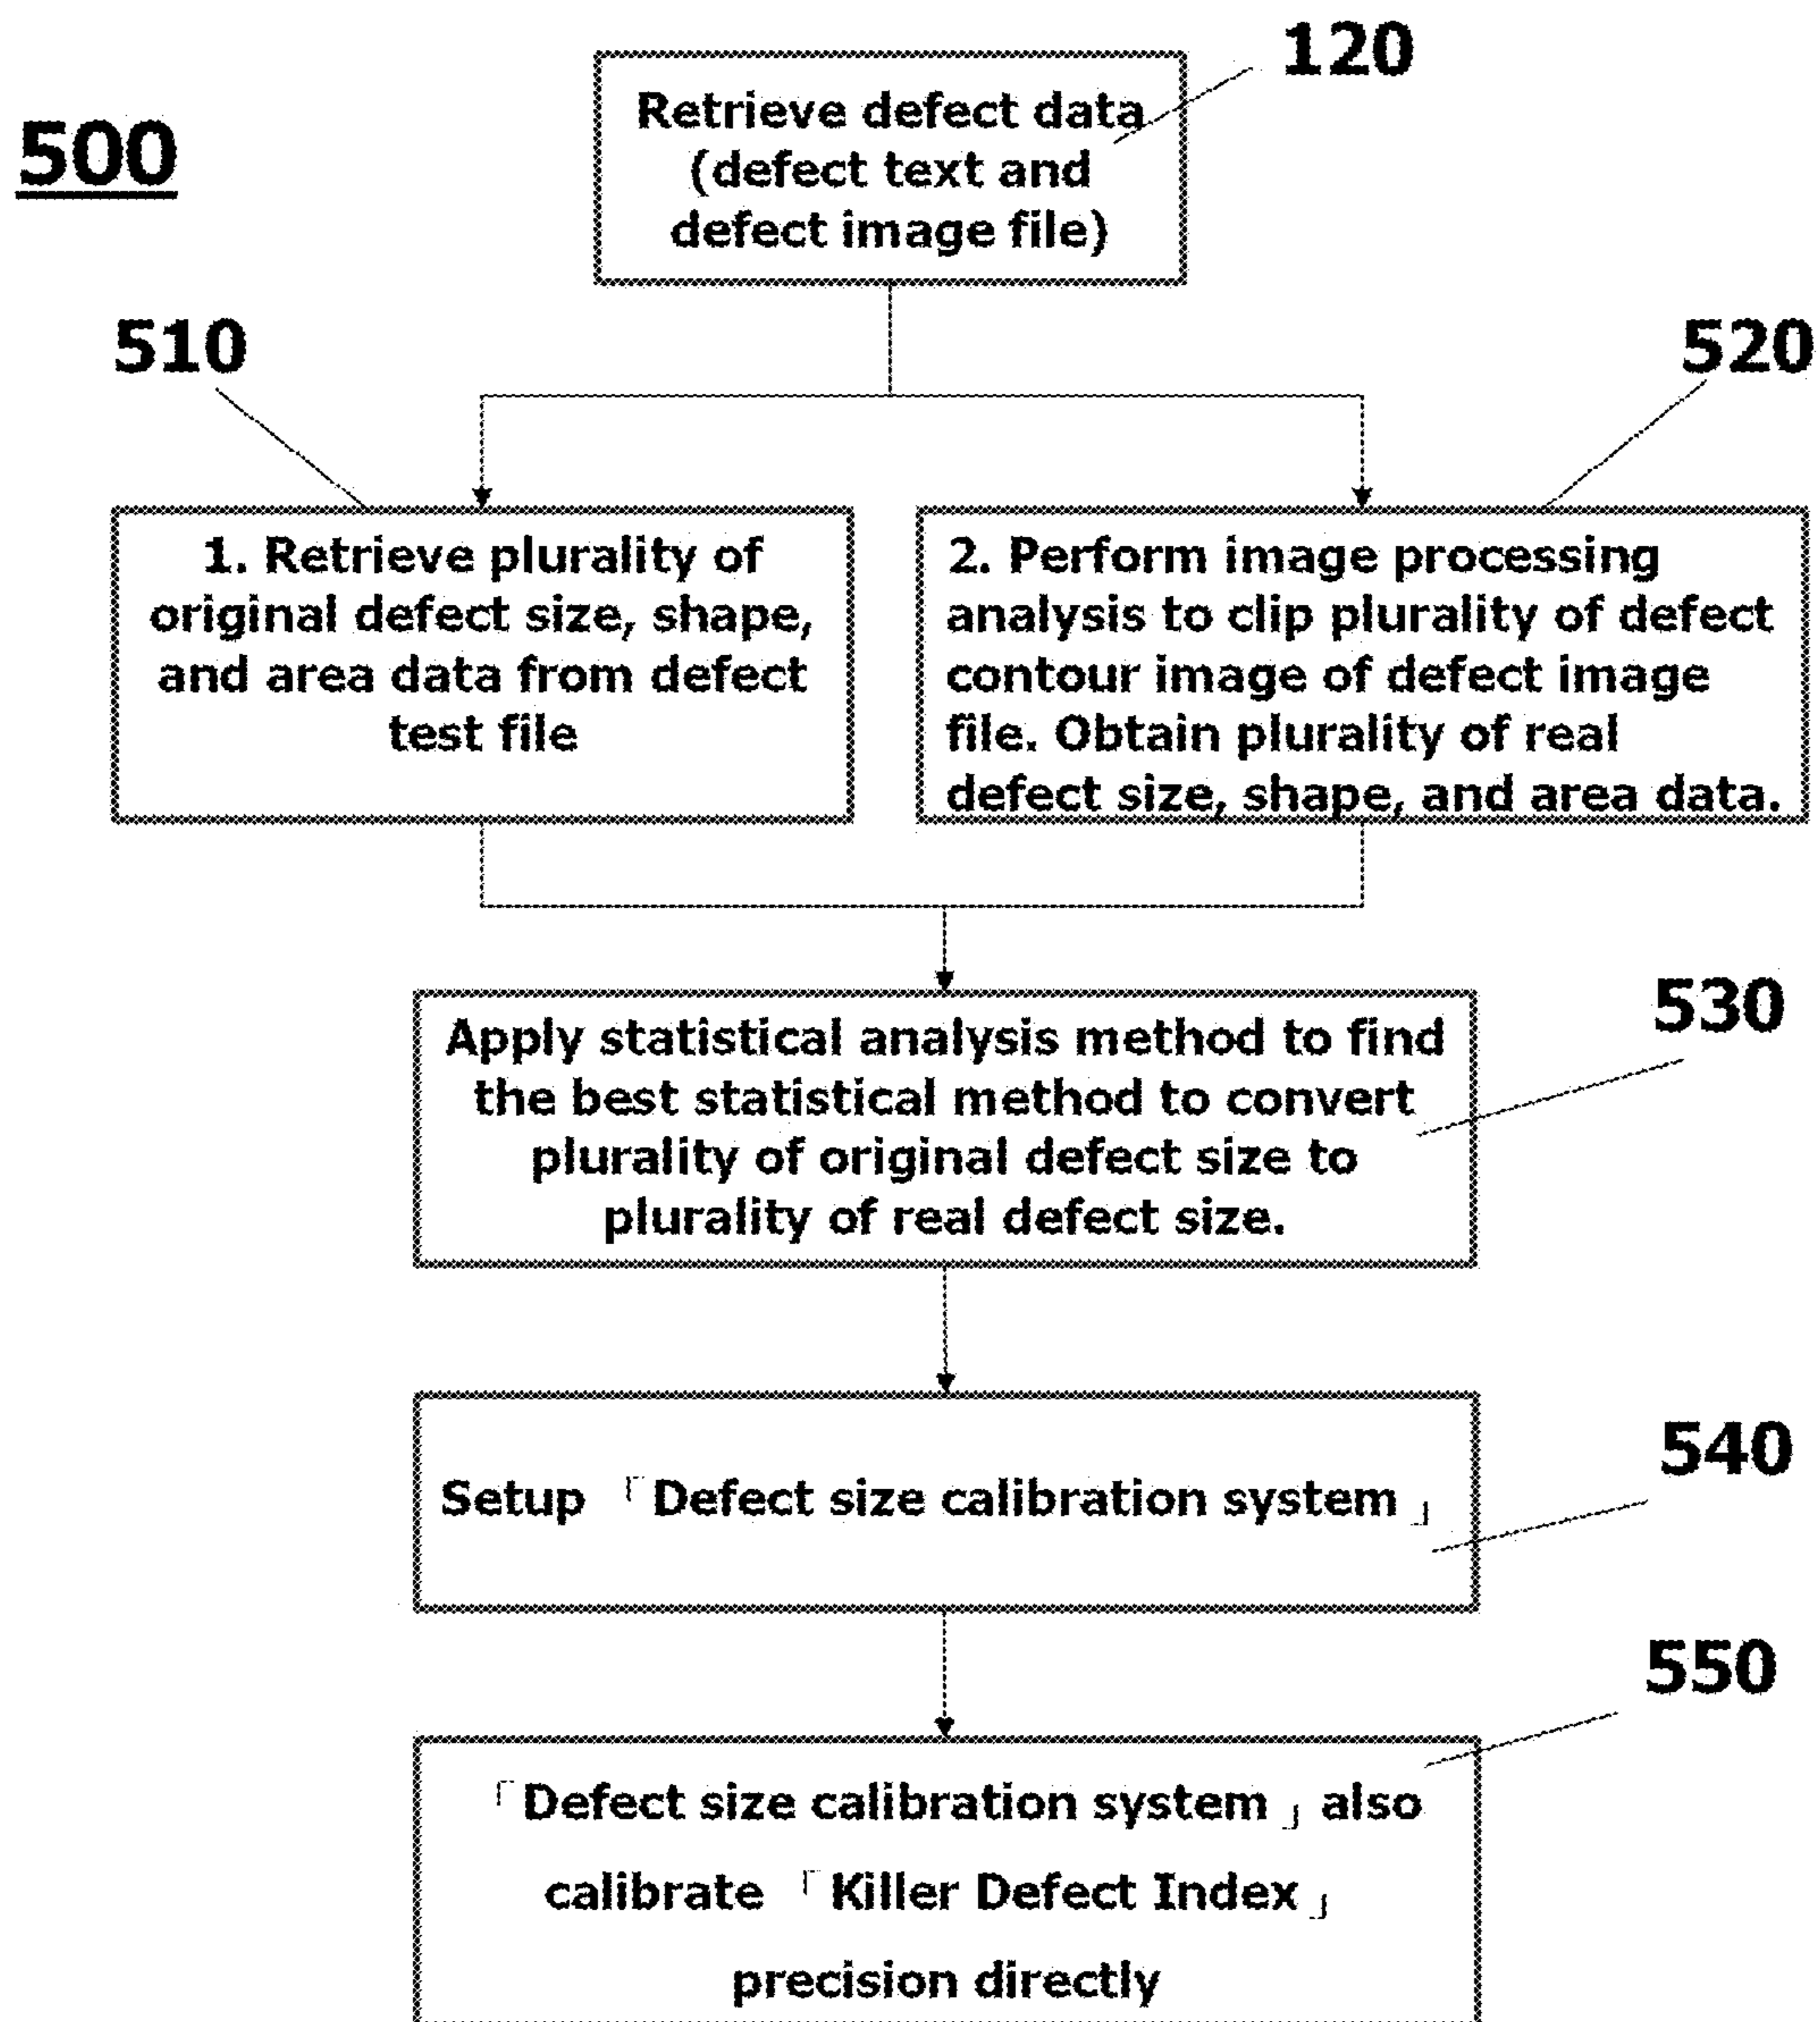 120
500
Retrieve defect data
(defect text and
defect image file)
510
520
1. Retrieve plurality of
original defect size, shape,
and area data from defect
test file
2. Perform image processing
analysis to clip plurality of defect
contour image of defect image
file. Obtain plurality of real
defect size, shape, and area data.
530
Apply statistical analysis method to find
the best statistical method to convert
plurality of original defect size to
plurality of real defect size.
540
Setup 「Defect size calibration system」
550
「Defect size calibration system」also
calibrate 「Killer Defect Index」
precision directly